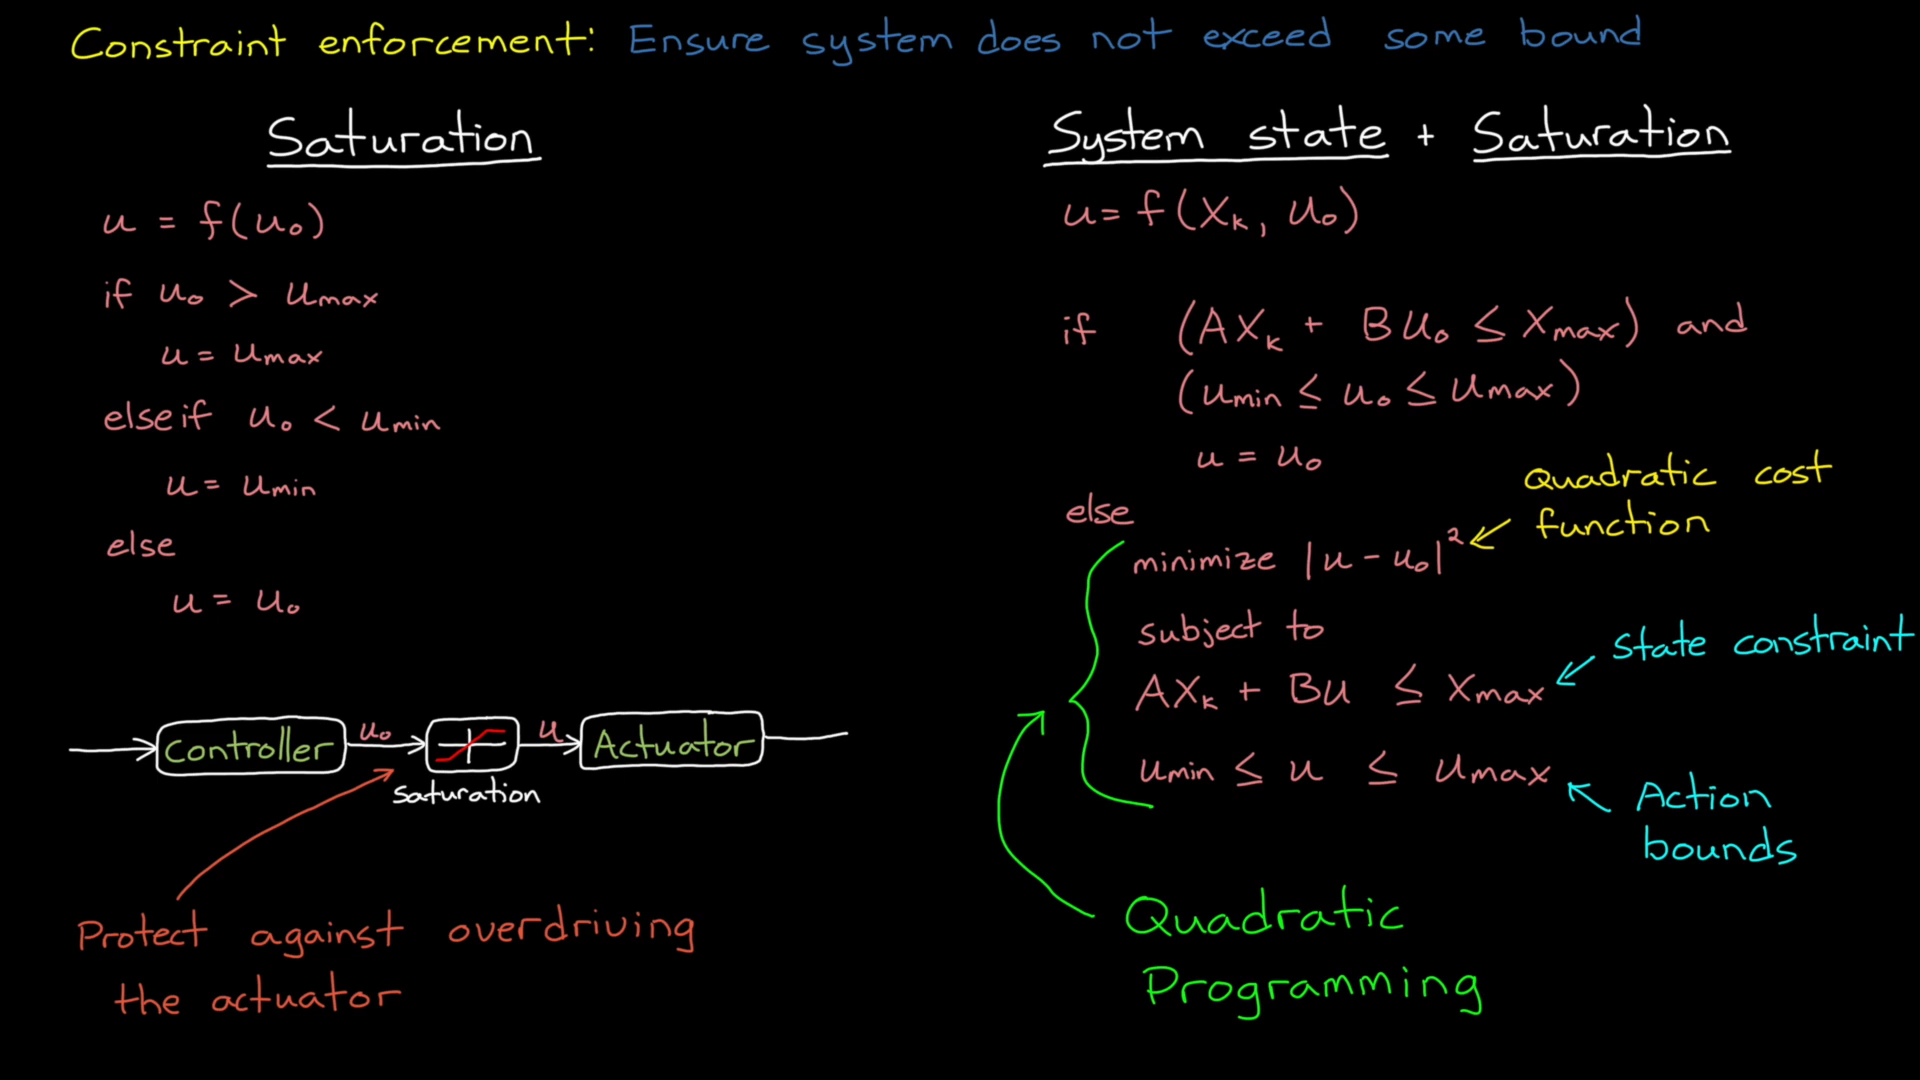 Constraint enforcement: Ensure system does not exceed some bound
Saturation
u = f(u₀)
if u₀ > umax
u = umax
elseif u₀ < umin
u = umin
else
u = u₀
Controller
u₀
u
Actuator
saturation
Protect against overdriving
the actuator
System state + Saturation
u = f(Xₖ, u₀)
if (AXₖ + Bu₀ ≤ Xmax) and
(umin ≤ u₀ ≤ umax)
u = u₀
else
minimize |u - u₀|²
Quadratic cost
function
subject to
AXₖ + Bu ≤ Xmax
State constraint
umin ≤ u ≤ umax
Action
bounds
Quadratic
Programming